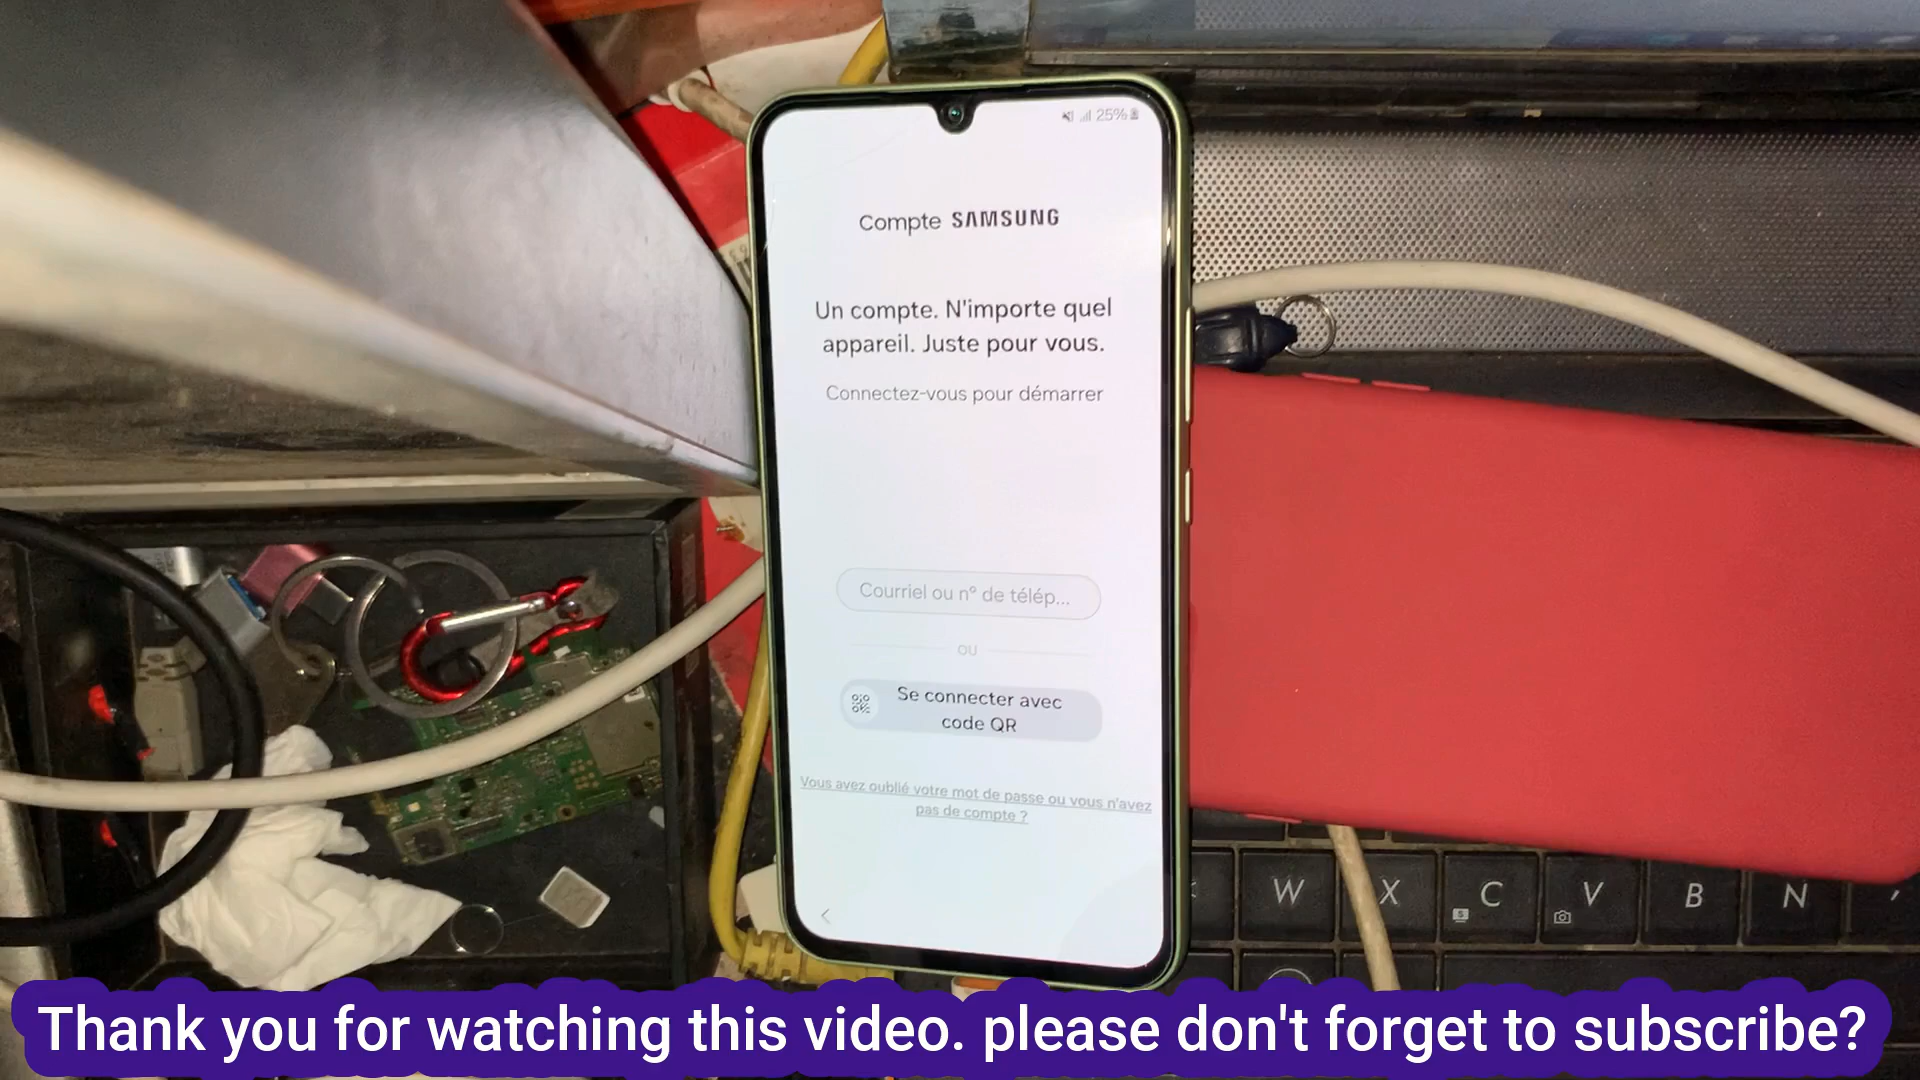 25%
Compte SAMSUNG
Un compte. N'importe quel
appareil. Juste pour vous.
Connectez-vous pour démarrer
Courriel ou n° de télép...
OU
Se connecter avec
code QR
Vous avez oublié votre mot de passe ou vous n'avez
pas de compte ?
W X C V B N
Thank you for watching this video. please don't forget to subscribe?